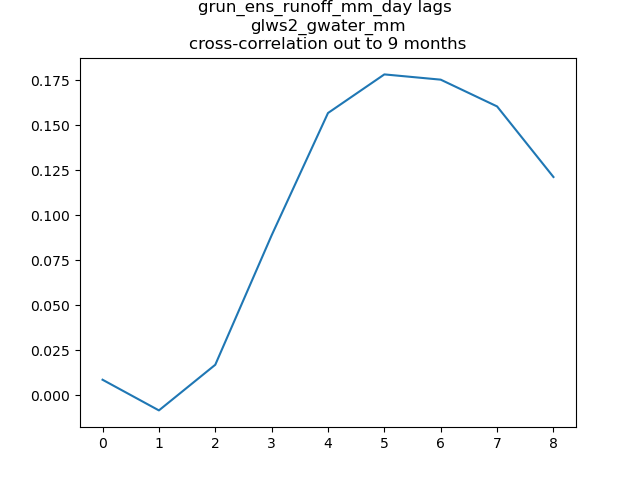 grun_ens_runoff_mm_day lags
glws2_gwater_mm
cross-correlation out to 9 months
0.175
0.150
0.125
0.100
0.075
0.050
0.025
0.000
0 1 2 3 4 5 6 7 8